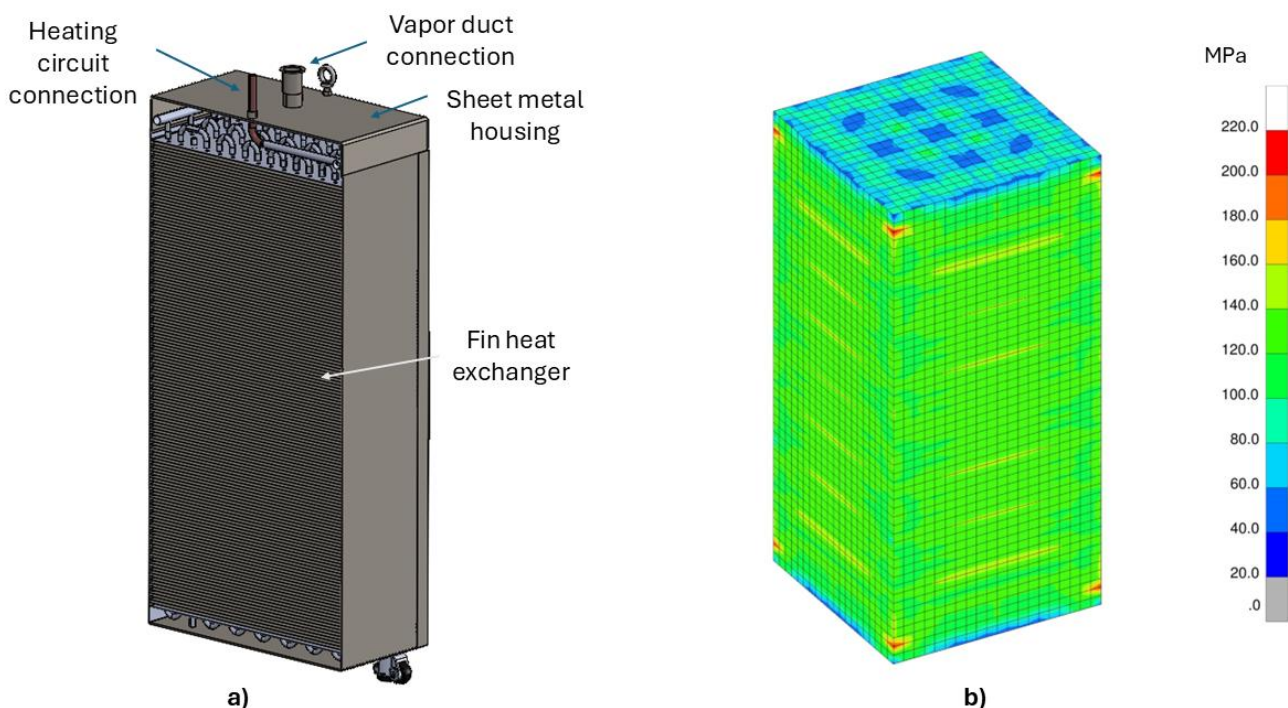 Heating
circuit
connection
Vapor duct
connection
Sheet metal
housing
Fin heat
exchanger
a)
MPa
220.0
200.0
180.0
160.0
140.0
120.0
100.0
80.0
60.0
40.0
20.0
.0
b)